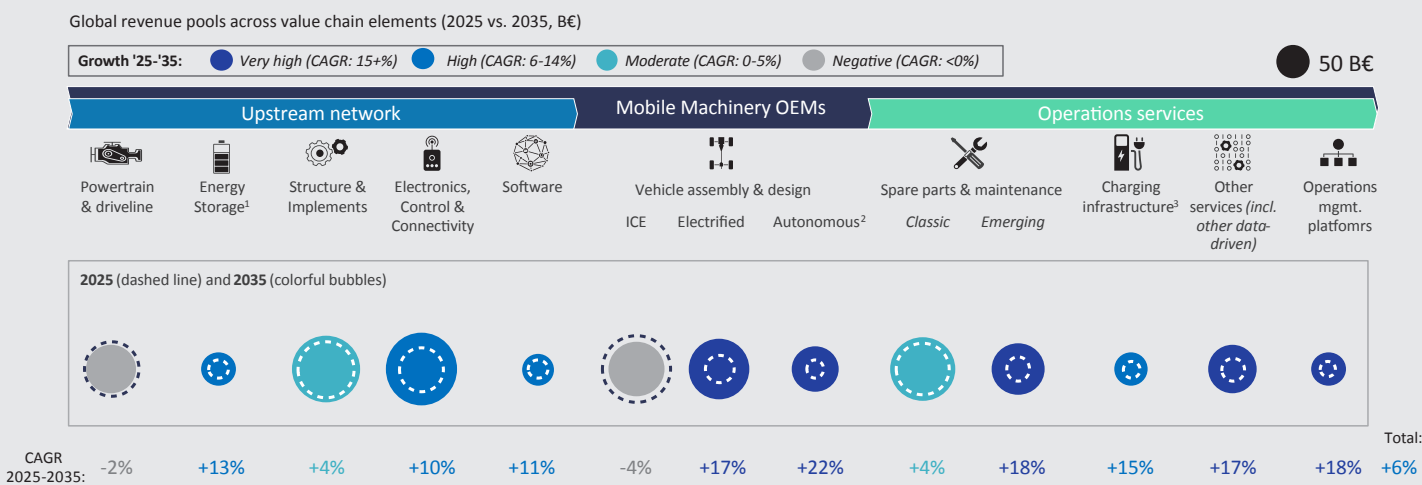 Global revenue pools across value chain elements (2025 vs. 2035, B€)
Growth '25-'35: Very high (CAGR: 15+%) High (CAGR: 6-14%) Moderate (CAGR: 0-5%) Negative (CAGR: <0%)
50 B€
Upstream network
Mobile Machinery OEMs
Operations services
Powertrain
& driveline
Energy
Storage¹
Structure &
Implements
Electronics,
Control &
Connectivity
Software
Vehicle assembly & design
ICE Electrified Autonomous²
Spare parts & maintenance
Classic Emerging
Charging
infrastructure³
Other
services (incl.
other data-
driven)
Operations
mgmt.
platfomrs
2025 (dashed line) and 2035 (colorful bubbles)
CAGR
2025-2035:
-2% +13% +4% +10% +11% -4% +17% +22% +4% +18% +15% +17% +18%
Total:
+6%